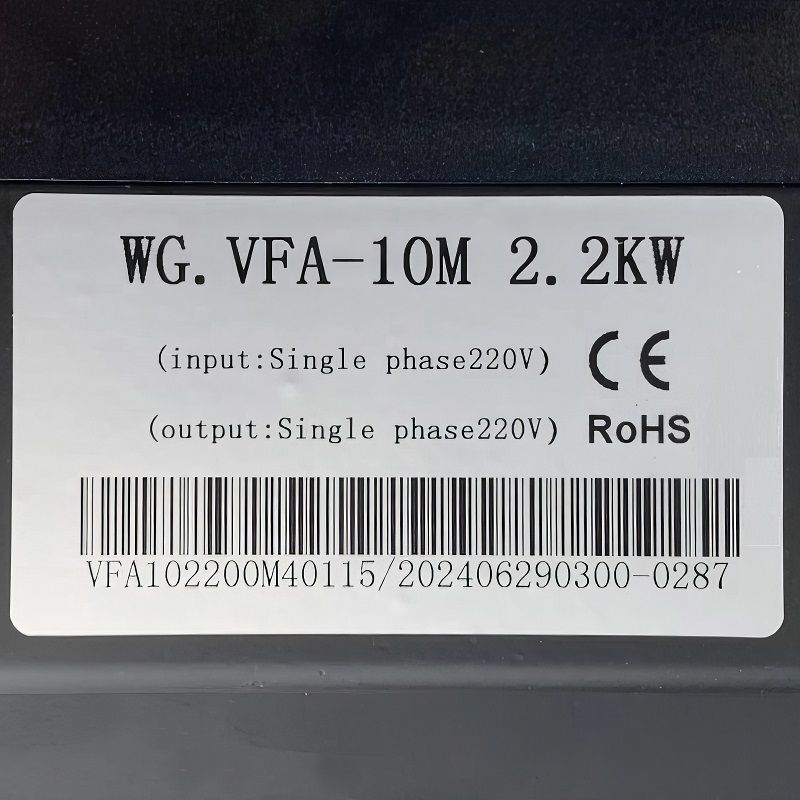 WG. VFA-10M 2.2KW
(input:Single phase220V) CE
(output:Single phase220V) RoHS
VFA102200M40115/202406290300-0287